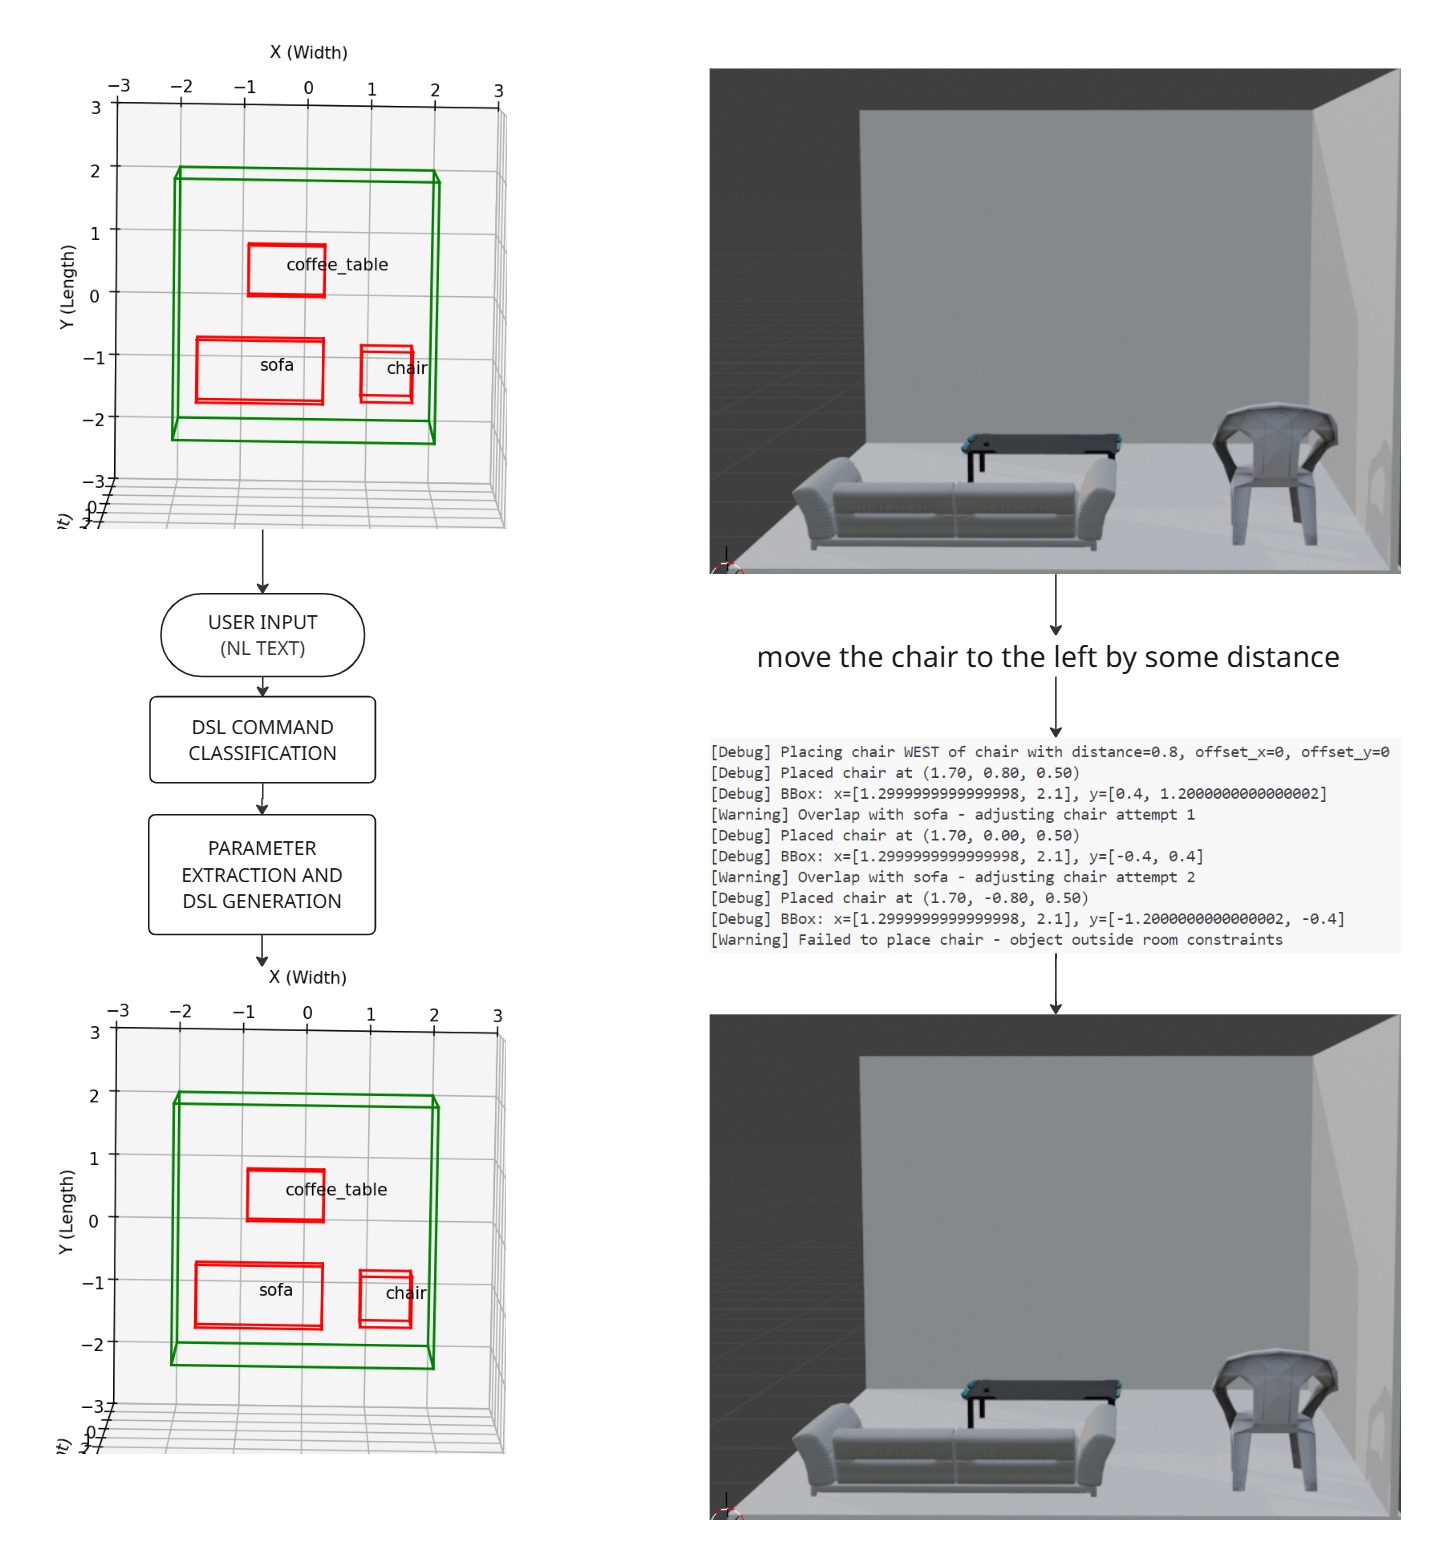 X (Width)
−3 −2 −1 0 1 2 3
3
2
1
0
−1
−2
−3
0
Y (Length)
coffee_table
sofa
chair
USER INPUT
(NL TEXT)
DSL COMMAND
CLASSIFICATION
PARAMETER
EXTRACTION AND
DSL GENERATION
X (Width)
−3 −2 −1 0 1 2 3
3
2
1
0
−1
−2
−3
0
Y (Length)
coffee_table
sofa
chair
move the chair to the left by some distance
[Debug] Placing chair WEST of chair with distance=0.8, offset_x=0, offset_y=0
[Debug] Placed chair at (1.70, 0.80, 0.50)
[Debug] BBox: x=[1.2999999999999998, 2.1], y=[0.4, 1.2000000000000002]
[Warning] Overlap with sofa - adjusting chair attempt 1
[Debug] Placed chair at (1.70, 0.00, 0.50)
[Debug] BBox: x=[1.2999999999999998, 2.1], y=[-0.4, 0.4]
[Warning] Overlap with sofa - adjusting chair attempt 2
[Debug] Placed chair at (1.70, -0.80, 0.50)
[Debug] BBox: x=[1.2999999999999998, 2.1], y=[-1.2000000000000002, -0.4]
[Warning] Failed to place chair - object outside room constraints